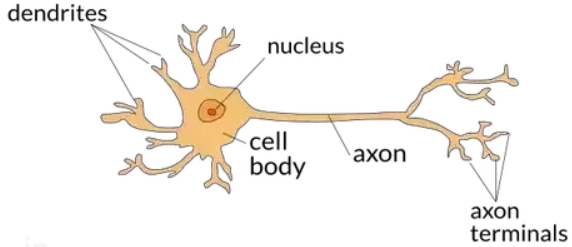 dendrites
nucleus
cell
body
axon
axon
terminals